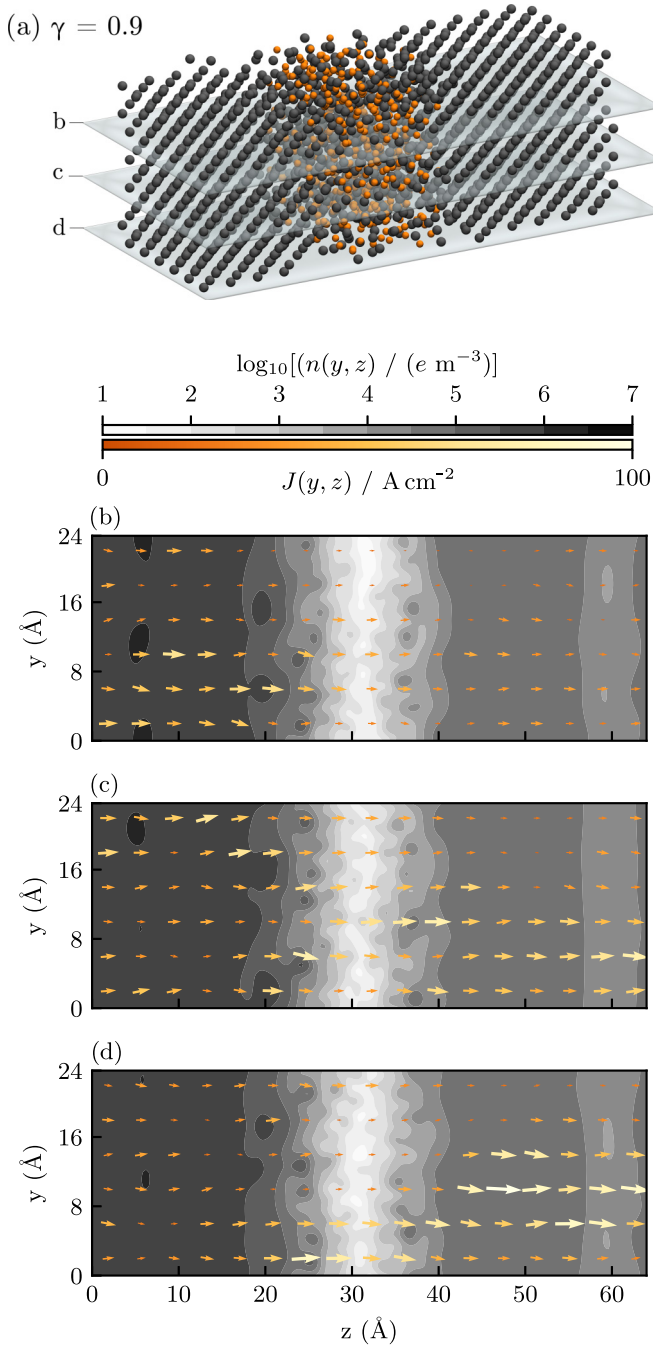 (a) γ = 0.9
b
c
d
log₁₀[(n(y, z) / (e m⁻³)]
1 2 3 4 5 6 7
0 J(y, z) / A cm⁻² 100
(b)
24
16
8
0
y (Å)
(c)
24
16
8
0
y (Å)
(d)
24
16
8
0
y (Å)
0 10 20 30 40 50 60
z (Å)